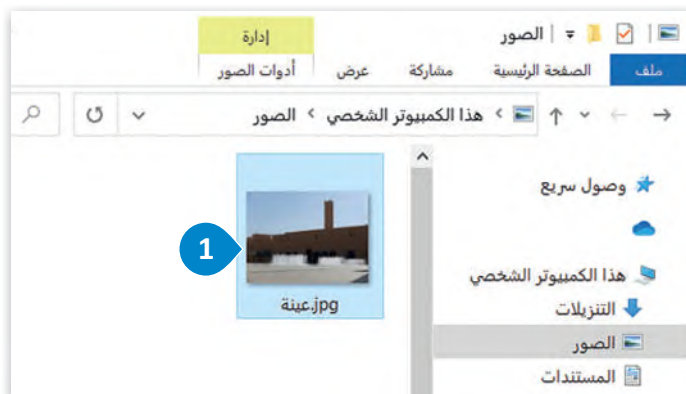 الصور
إدارة
ملف
الصفحة الرئيسية
مشاركة
عرض
أدوات الصور
هذا الكمبيوتر الشخصي
الصور
وصول سريع
هذا الكمبيوتر الشخصي
التنزيلات
الصور
المستندات
1
عينة.jpg